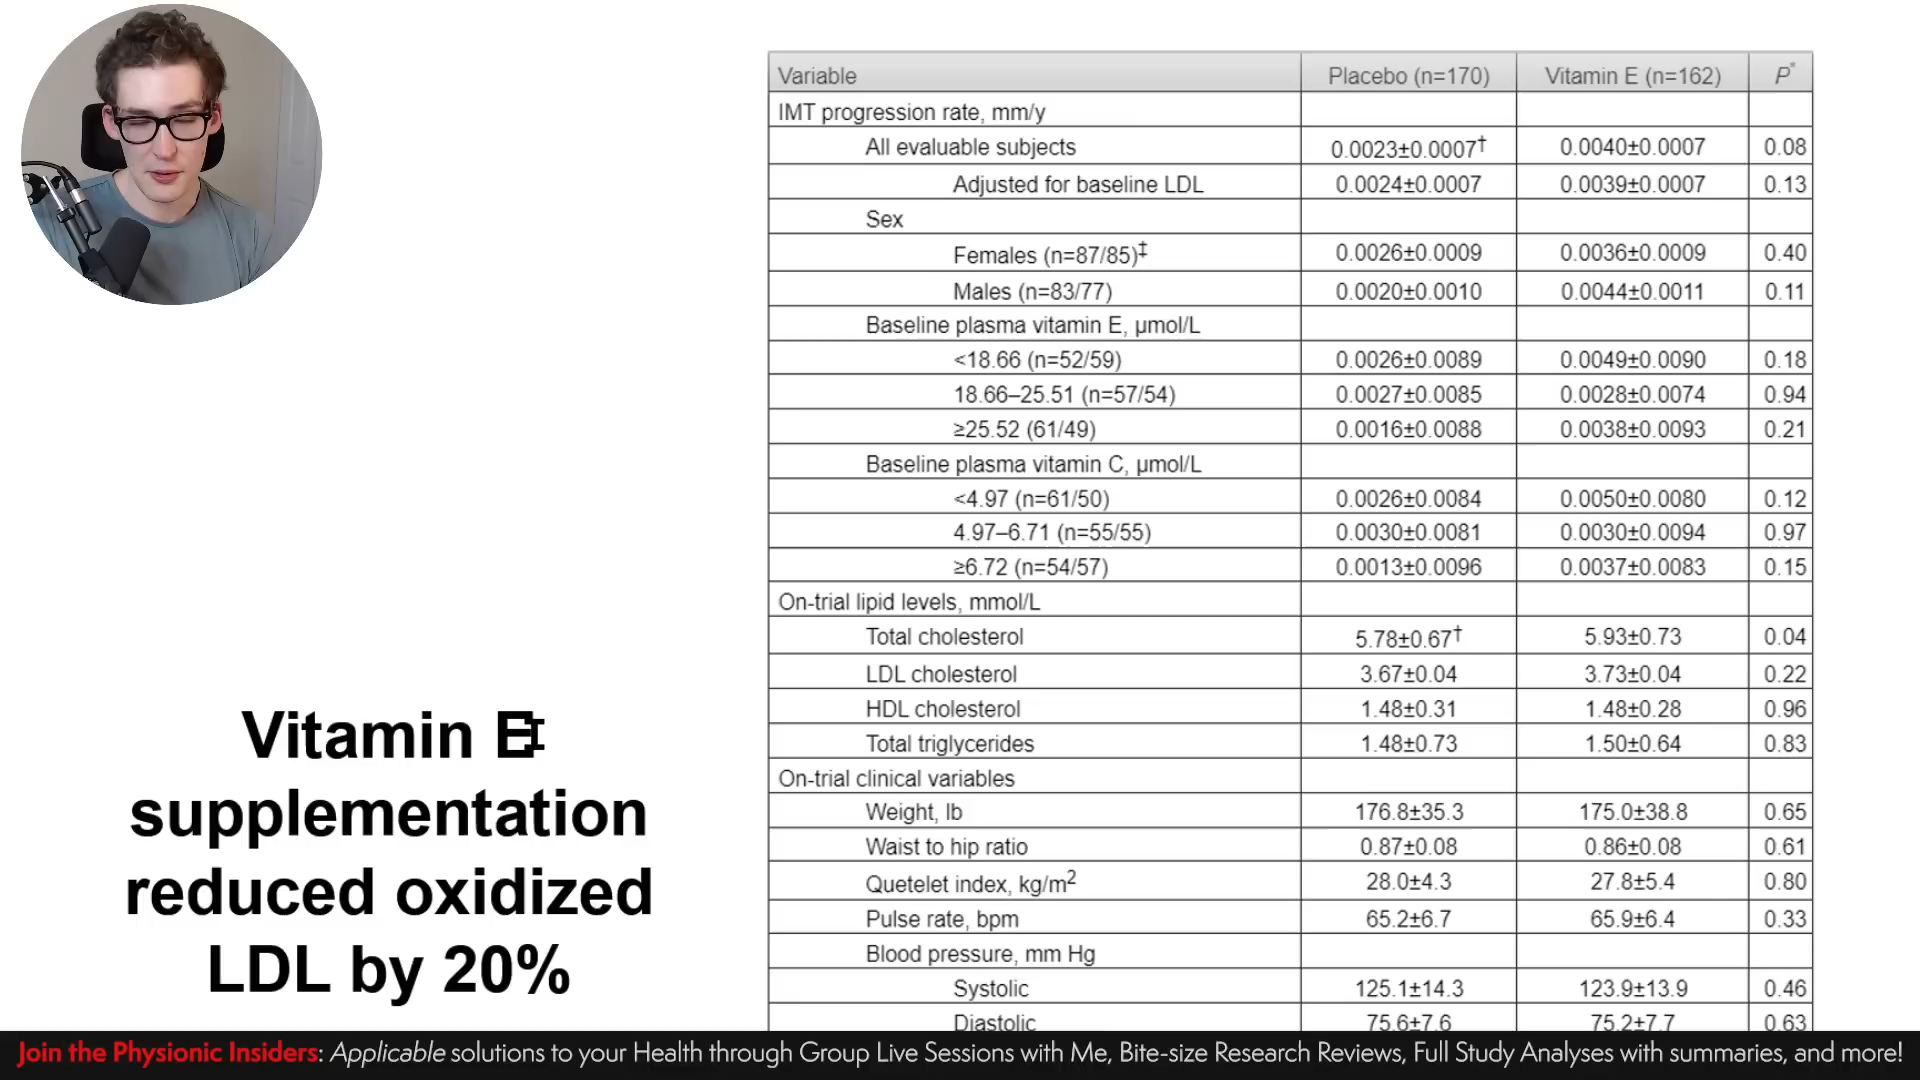 Variable Placebo (n=170) Vitamin E (n=162) P*
IMT progression rate, mm/y
All evaluable subjects 0.0023±0.0007† 0.0040±0.0007 0.08
Adjusted for baseline LDL 0.0024±0.0007 0.0039±0.0007 0.13
Sex
Females (n=87/85)‡ 0.0026±0.0009 0.0036±0.0009 0.40
Males (n=83/77) 0.0020±0.0010 0.0044±0.0011 0.11
Baseline plasma vitamin E, µmol/L
<18.66 (n=52/59) 0.0026±0.0089 0.0049±0.0090 0.18
18.66–25.51 (n=57/54) 0.0027±0.0085 0.0028±0.0074 0.94
≥25.52 (61/49) 0.0016±0.0088 0.0038±0.0093 0.21
Baseline plasma vitamin C, µmol/L
<4.97 (n=61/50) 0.0026±0.0084 0.0050±0.0080 0.12
4.97–6.71 (n=55/55) 0.0030±0.0081 0.0030±0.0094 0.97
≥6.72 (n=54/57) 0.0013±0.0096 0.0037±0.0083 0.15
On-trial lipid levels, mmol/L
Total cholesterol 5.78±0.67† 5.93±0.73 0.04
LDL cholesterol 3.67±0.04 3.73±0.04 0.22
HDL cholesterol 1.48±0.31 1.48±0.28 0.96
Total triglycerides 1.48±0.73 1.50±0.64 0.83
On-trial clinical variables
Weight, lb 176.8±35.3 175.0±38.8 0.65
Waist to hip ratio 0.87±0.08 0.86±0.08 0.61
Quetelet index, kg/m² 28.0±4.3 27.8±5.4 0.80
Pulse rate, bpm 65.2±6.7 65.9±6.4 0.33
Blood pressure, mm Hg
Systolic 125.1±14.3 123.9±13.9 0.46
Diastolic 75.6±7.6 75.2±7.7 0.63
Vitamin E
supplementation
reduced oxidized
LDL by 20%
Join the Physionic Insiders: Applicable solutions to your Health through Group Live Sessions with Me, Bite-size Research Reviews, Full Study Analyses with summaries, and more!